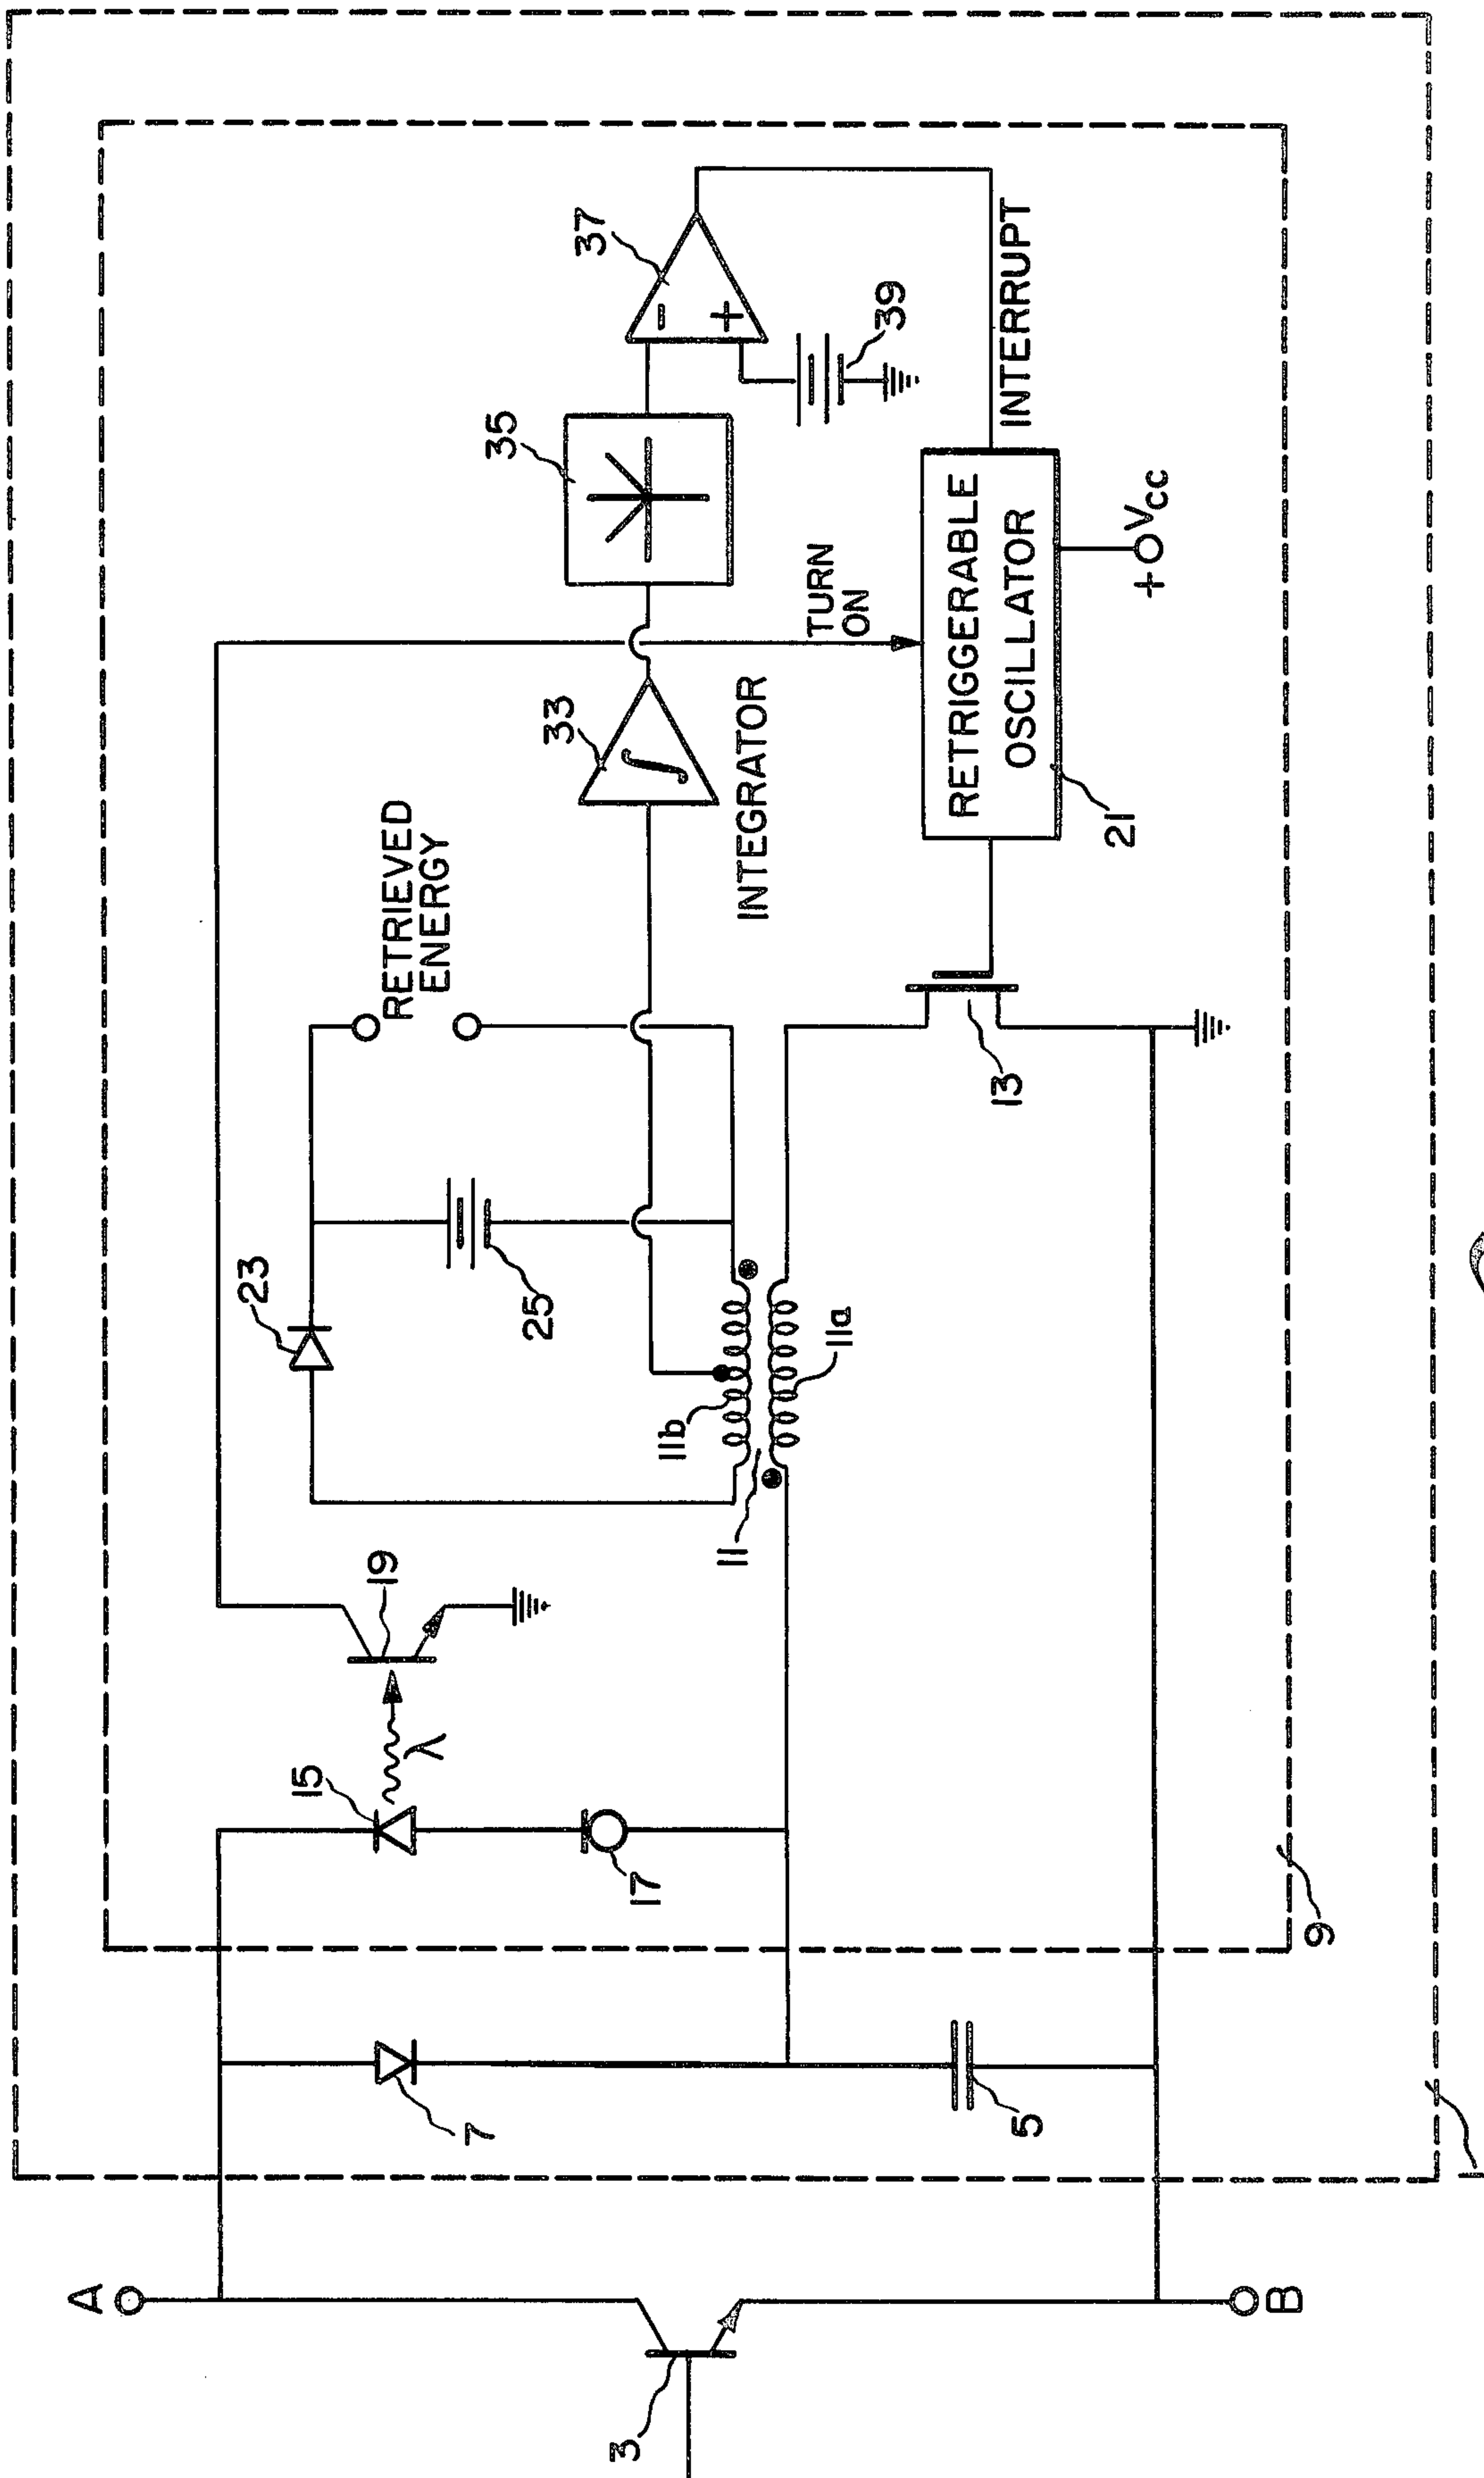 A
B
3
1
7
5
9
15
λ
19
17
23
25
11b
11
11a
RETRIEVED
ENERGY
33
∫
INTEGRATOR
TURN
ON
35
37
-
+
39
INTERRUPT
RETRIGGERABLE
OSCILLATOR
21
+
Vcc
13